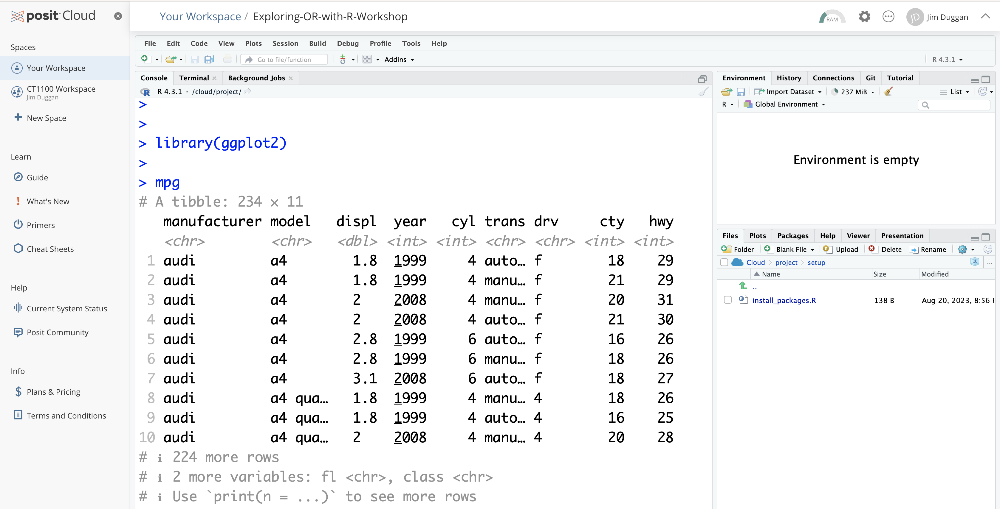 posit Cloud
Your Workspace / Exploring-OR-with-R-Workshop
RAM
JD Jim Duggan
Spaces
Your Workspace
CT1100 Workspace
Jim Duggan
New Space
Learn
Guide
What's New
Primers
Cheat Sheets
Help
Current System Status
Posit Community
Info
Plans & Pricing
Terms and Conditions
File Edit Code View Plots Session Build Debug Profile Tools Help
Go to file/function Addins R 4.3.1
Console Terminal Background Jobs
R 4.3.1 · /cloud/project/
>
>
> library(ggplot2)
>
> mpg
# A tibble: 234 × 11
manufacturer model displ year cyl trans drv cty hwy
<chr> <chr> <dbl> <int> <int> <chr> <chr> <int> <int>
1 audi a4 1.8 1999 4 auto… f 18 29
2 audi a4 1.8 1999 4 manu… f 21 29
3 audi a4 2 2008 4 manu… f 20 31
4 audi a4 2 2008 4 auto… f 21 30
5 audi a4 2.8 1999 6 auto… f 16 26
6 audi a4 2.8 1999 6 manu… f 18 26
7 audi a4 3.1 2008 6 auto… f 18 27
8 audi a4 qua… 1.8 1999 4 manu… 4 18 26
9 audi a4 qua… 1.8 1999 4 auto… 4 16 25
10 audi a4 qua… 2 2008 4 manu… 4 20 28
# ℹ 224 more rows
# ℹ 2 more variables: fl <chr>, class <chr>
# ℹ Use `print(n = ...)` to see more rows
Environment History Connections Git Tutorial
Import Dataset 237 MiB List
R Global Environment
Environment is empty
Files Plots Packages Help Viewer Presentation
Folder Blank File Upload Delete Rename
Cloud project setup R ...
Name Size Modified
..
install_packages.R 138 B Aug 20, 2023, 8:56